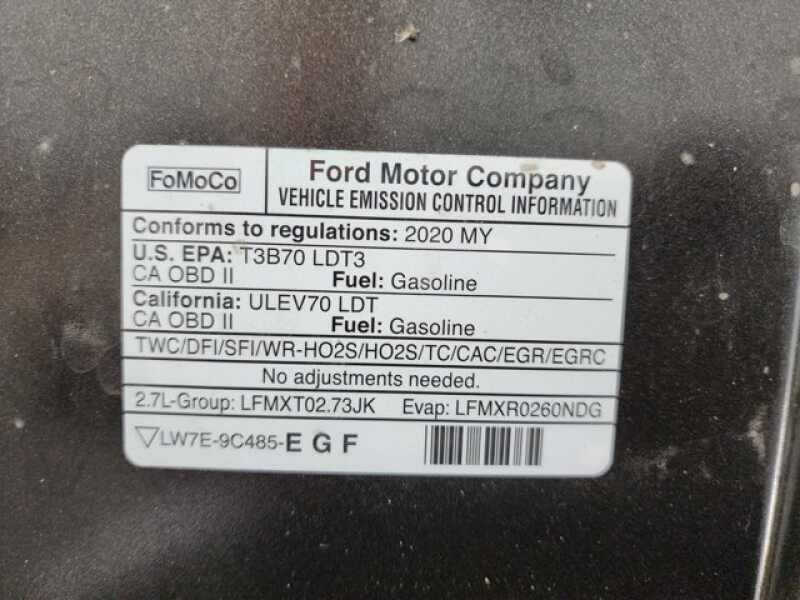 FoMoCo
Ford Motor Company
VEHICLE EMISSION CONTROL INFORMATION
Conforms to regulations: 2020 MY
U.S. EPA: T3B70 LDT3
CA OBD II Fuel: Gasoline
California: ULEV70 LDT
CA OBD II Fuel: Gasoline
TWC/DFI/SFI/WR-HO2S/HO2S/TC/CAC/EGR/EGRC
No adjustments needed.
2.7L-Group: LFMXT02.73JK Evap: LFMXR0260NDG
▽LW7E-9C485-E G F